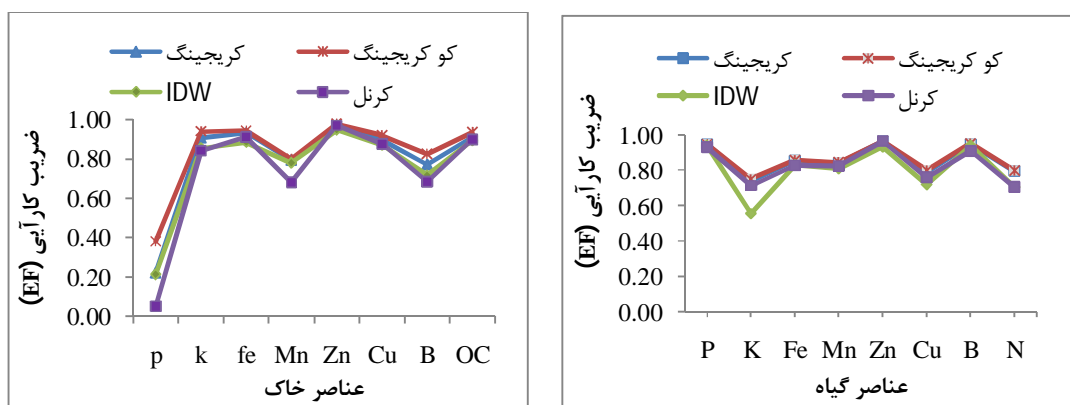 کریجینگ
کو کریجینگ
IDW
کرنل
ضریب کارآیی (EF)
1.00
0.80
0.60
0.40
0.20
0.00
p k fe Mn Zn Cu B OC
عناصر خاک
کریجینگ
کو کریجینگ
IDW
کرنل
ضریب کارآیی (EF)
1.00
0.80
0.60
0.40
0.20
0.00
P K Fe Mn Zn Cu B N
عناصر گیاه